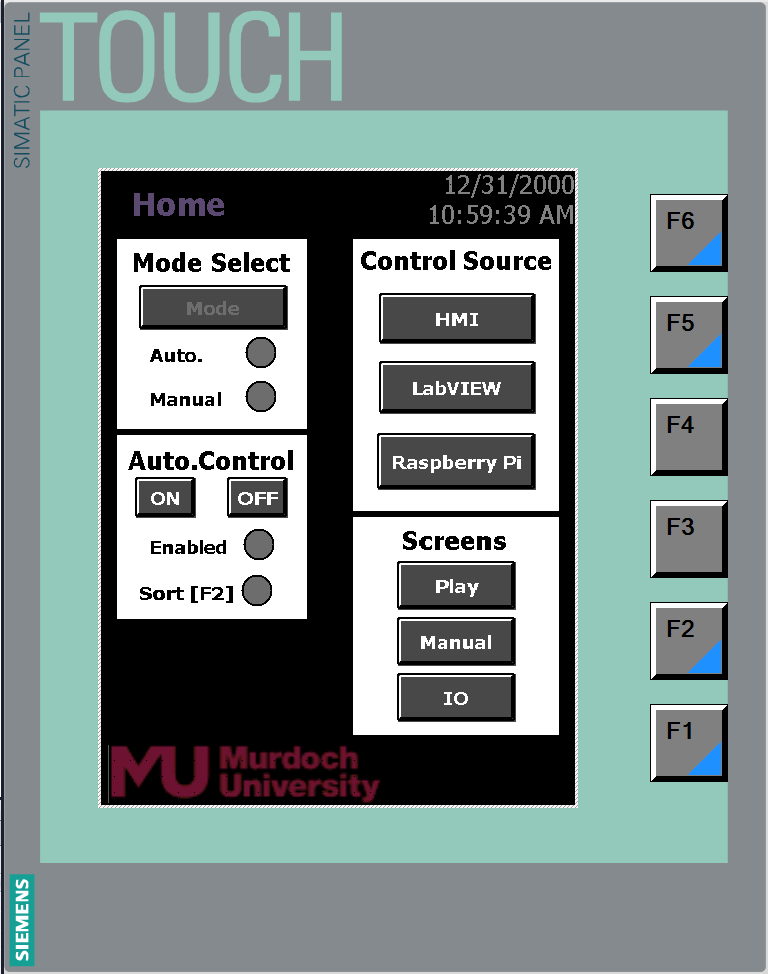 SIMATIC PANEL
TOUCH
Home
12/31/2000
10:59:39 AM
Mode Select
Mode
Auto.
Manual
Auto.Control
ON OFF
Enabled
Sort [F2]
Control Source
HMI
LabVIEW
Raspberry Pi
Screens
Play
Manual
IO
MU Murdoch
University
F6
F5
F4
F3
F2
F1
SIEMENS